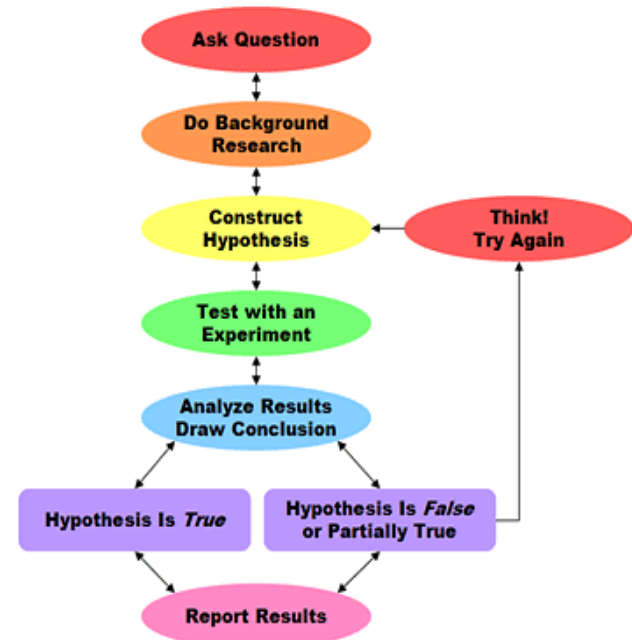 Ask Question
Do Background
Research
Construct
Hypothesis
Think!
Try Again
Test with an
Experiment
Analyze Results
Draw Conclusion
Hypothesis Is True
Hypothesis Is False
or Partially True
Report Results